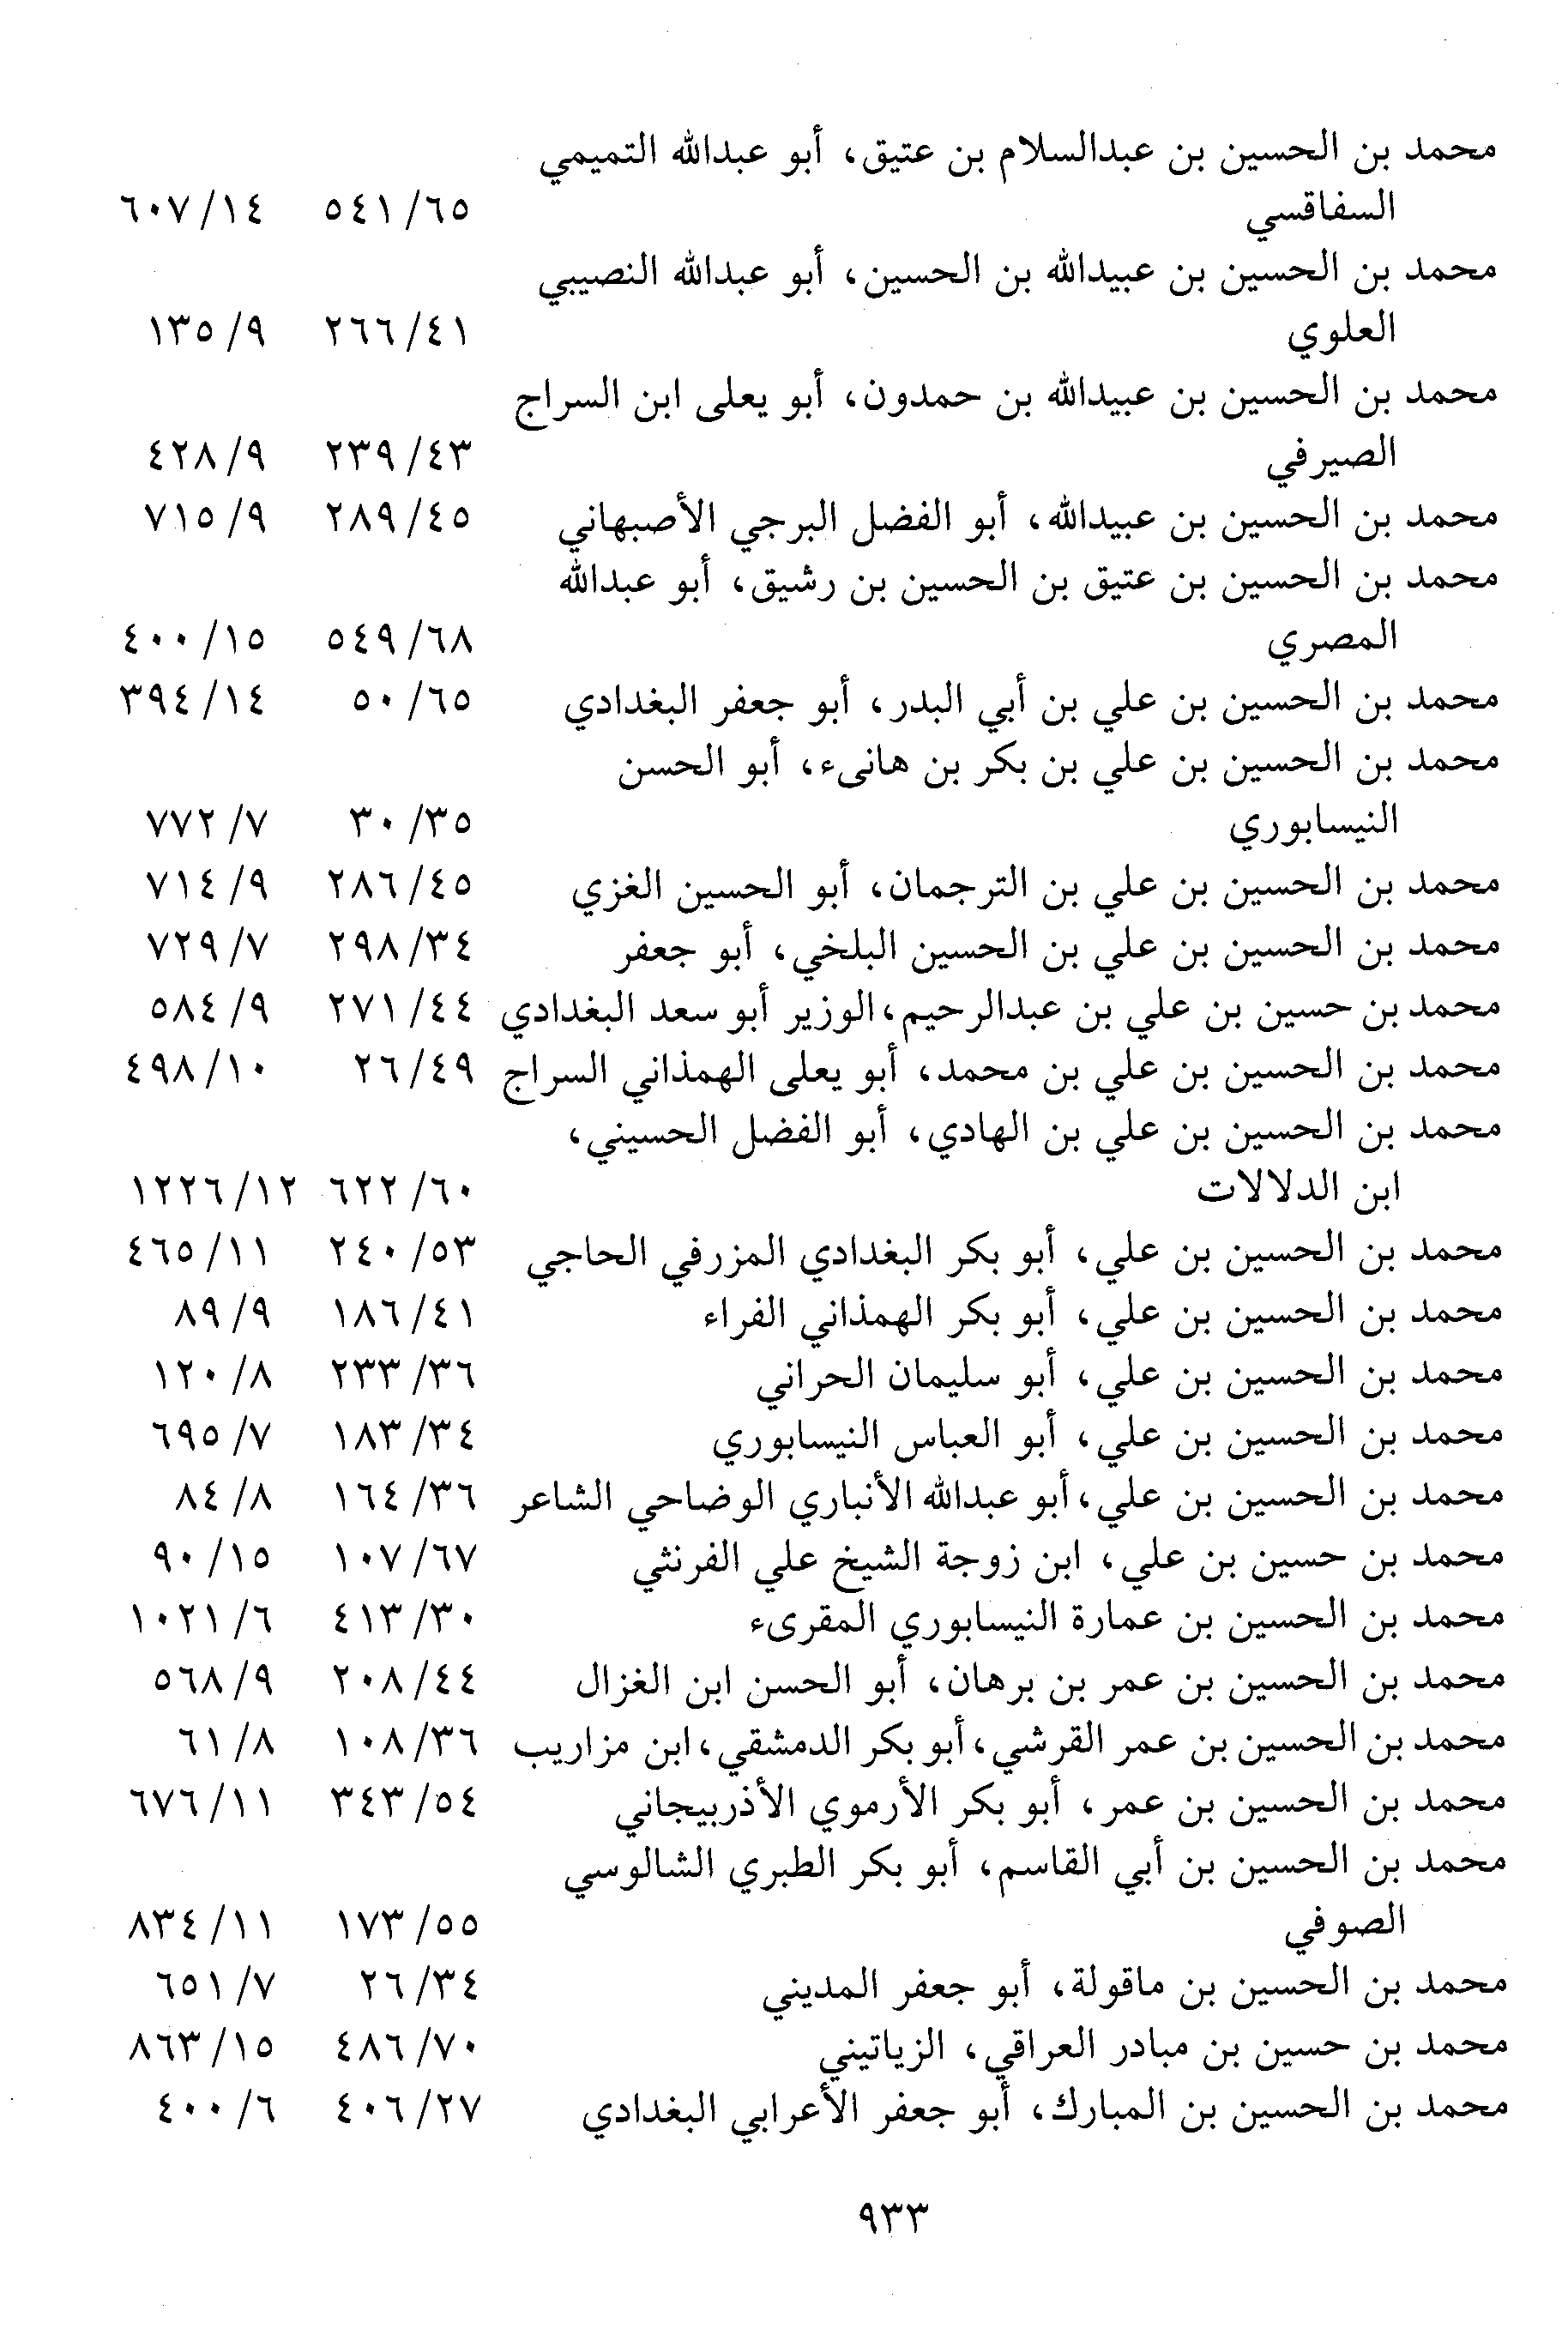 محمد بن الحسين بن عبدالسلام بن عتيق، أبو عبدالله التميمي
السفاقسي ٦٥/ ٥٤١ ١٤/ ٦٠٧
محمد بن الحسين بن عبيدالله بن الحسين، أبو عبدالله النصيبي
العلوي ٤١/ ٢٦٦ ٩/ ١٣٥
محمد بن الحسين بن عبيدالله بن حمدون، أبو يعلى ابن السراج
الصيرفي ٤٣/ ٢٣٩ ٩/ ٤٢٨
محمد بن الحسين بن عبيدالله، أبو الفضل البرجي الأصبهاني ٤٥/ ٢٨٩ ٩/ ٧١٥
محمد بن الحسين بن عتيق بن الحسين بن رشيق، أبو عبدالله
المصري ٦٨/ ٥٤٩ ١٥/ ٤٠٠
محمد بن الحسين بن علي بن أبي البدر، أبو جعفر البغدادي ٦٥/ ٥٠ ١٤/ ٣٩٤
محمد بن الحسين بن علي بن بكر بن هانىء، أبو الحسن
النيسابوري ٣٥/ ٣٠ ٧/ ٧٧٢
محمد بن الحسين بن علي بن الترجمان، أبو الحسين الغزي ٤٥/ ٢٨٦ ٩/ ٧١٤
محمد بن الحسين بن علي بن الحسين البلخي، أبو جعفر ٣٤/ ٢٩٨ ٧/ ٧٢٩
محمد بن حسين بن علي بن عبدالرحيم، الوزير أبو سعد البغدادي ٤٤/ ٢٧١ ٩/ ٥٨٤
محمد بن الحسين بن علي بن محمد، أبو يعلى الهمذاني السراج ٤٩/ ٢٦ ١٠/ ٤٩٨
محمد بن الحسين بن علي بن الهادي، أبو الفضل الحسيني،
ابن الدلالات ٦٠/ ٦٢٢ ١٢/ ١٢٢٦
محمد بن الحسين بن علي، أبو بكر البغدادي المزرفي الحاجي ٥٣/ ٢٤٠ ١١/ ٤٦٥
محمد بن الحسين بن علي، أبو بكر الهمذاني الفراء ٤١/ ١٨٦ ٩/ ٨٩
محمد بن الحسين بن علي، أبو سليمان الحراني ٣٦/ ٢٣٣ ٨/ ١٢٠
محمد بن الحسين بن علي، أبو العباس النيسابوري ٣٤/ ١٨٣ ٧/ ٦٩٥
محمد بن الحسين بن علي، أبو عبدالله الأنباري الوضاحي الشاعر ٣٦/ ١٦٤ ٨/ ٨٤
محمد بن حسين بن علي، ابن زوجة الشيخ علي الفرنثي ٦٧/ ١٠٧ ١٥/ ٩٠
محمد بن الحسين بن عمارة النيسابوري المقرىء ٣٠/ ٤١٣ ٦/ ١٠٢١
محمد بن الحسين بن عمر بن برهان، أبو الحسن ابن الغزال ٤٤/ ٢٠٨ ٩/ ٥٦٨
محمد بن الحسين بن عمر القرشي، أبو بكر الدمشقي، ابن مزاريب ٣٦/ ١٠٨ ٨/ ٦١
محمد بن الحسين بن عمر، أبو بكر الأرموي الأذربيجاني ٥٤/ ٣٤٣ ١١/ ٦٧٦
محمد بن الحسين بن أبي القاسم، أبو بكر الطبري الشالوسي
الصوفي ٥٥/ ١٧٣ ١١/ ٨٣٤
محمد بن الحسين بن ماقولة، أبو جعفر المديني ٣٤/ ٢٦ ٧/ ٦٥١
محمد بن حسين بن مبادر العراقي، الزياتيني ٧٠/ ٤٨٦ ١٥/ ٨٦٣
محمد بن الحسين بن المبارك، أبو جعفر الأعرابي البغدادي ٢٧/ ٤٠٦ ٦/ ٤٠٠
٩٣٣